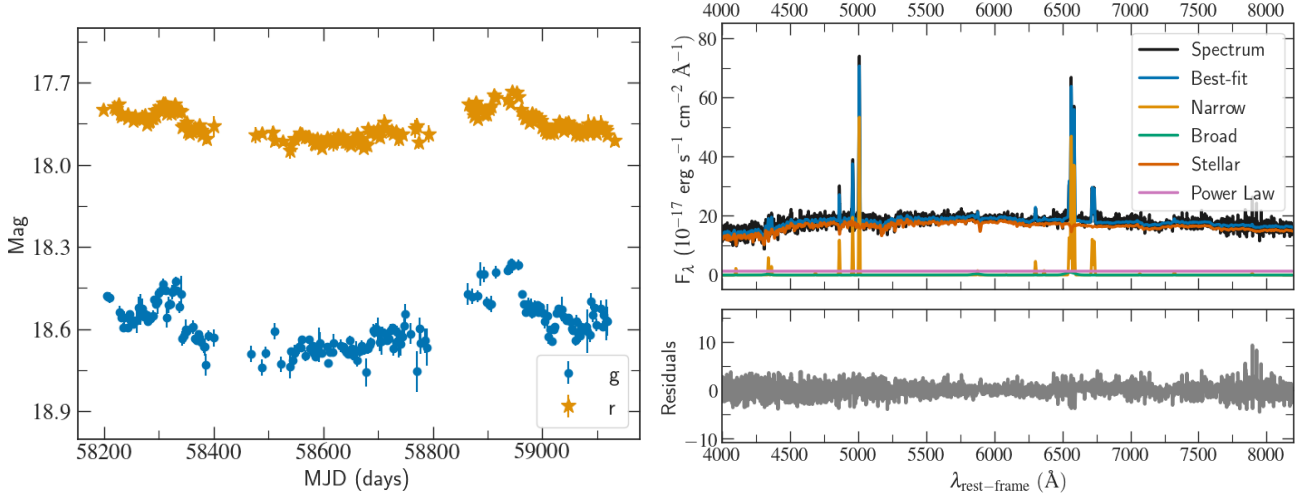 17.7
18.0
18.3
18.6
18.9
Mag
58200
58400
58600
58800
59000
MJD (days)
g
r
4000
4500
5000
5500
6000
6500
7000
7500
8000
80
60
40
20
0
F_λ (10⁻¹⁷ erg s⁻¹ cm⁻² Å⁻¹)
Spectrum
Best-fit
Narrow
Broad
Stellar
Power Law
10
0
−10
Residuals
4000
4500
5000
5500
6000
6500
7000
7500
8000
λ_rest−frame (Å)